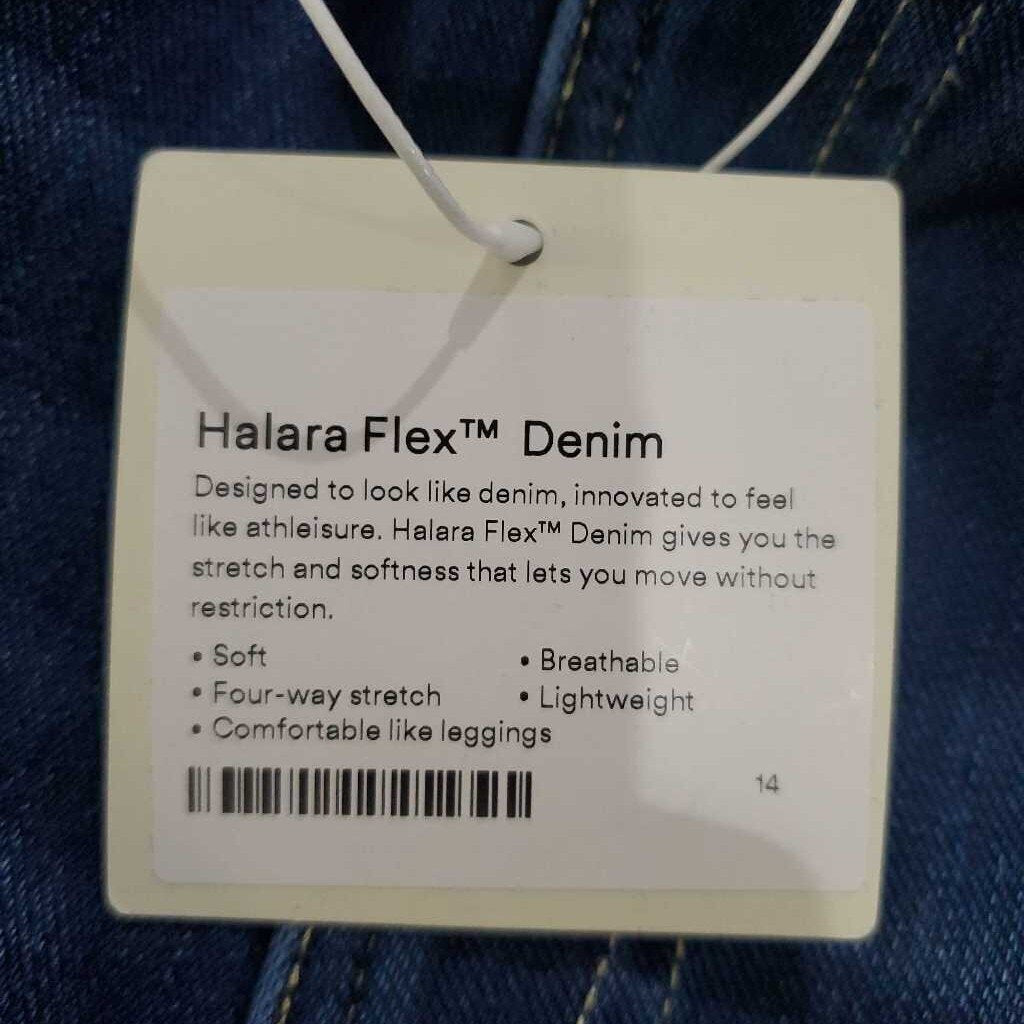 Halara Flex™ Denim
Designed to look like denim, innovated to feel
like athleisure. Halara Flex™ Denim gives you the
stretch and softness that lets you move without
restriction.
• Soft • Breathable
• Four-way stretch • Lightweight
• Comfortable like leggings
14